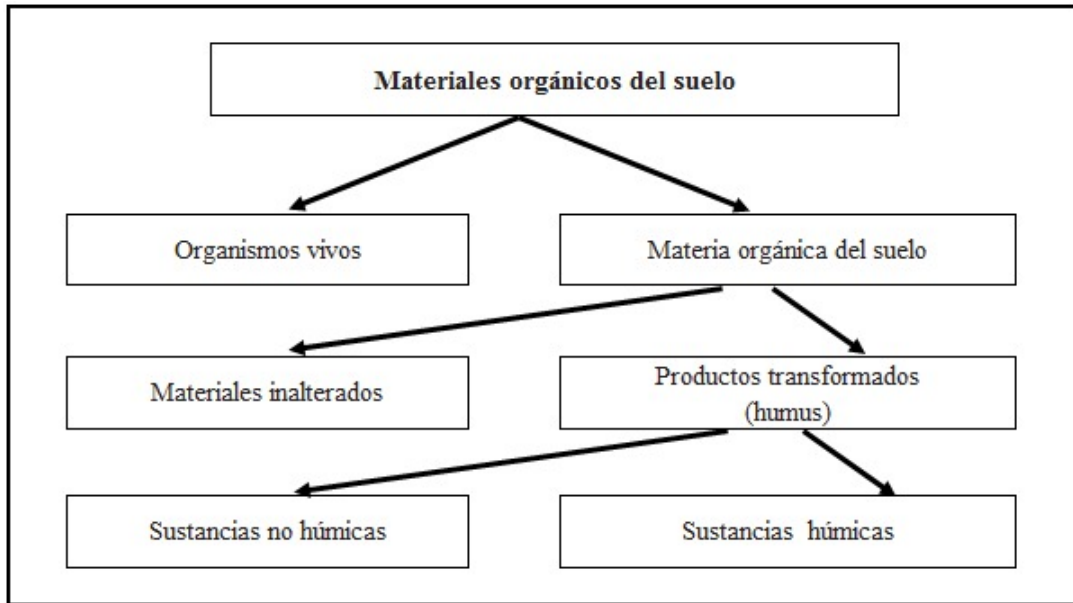 Materiales orgánicos del suelo
Organismos vivos
Materia orgánica del suelo
Materiales inalterados
Productos transformados
(humus)
Sustancias no húmicas
Sustancias húmicas